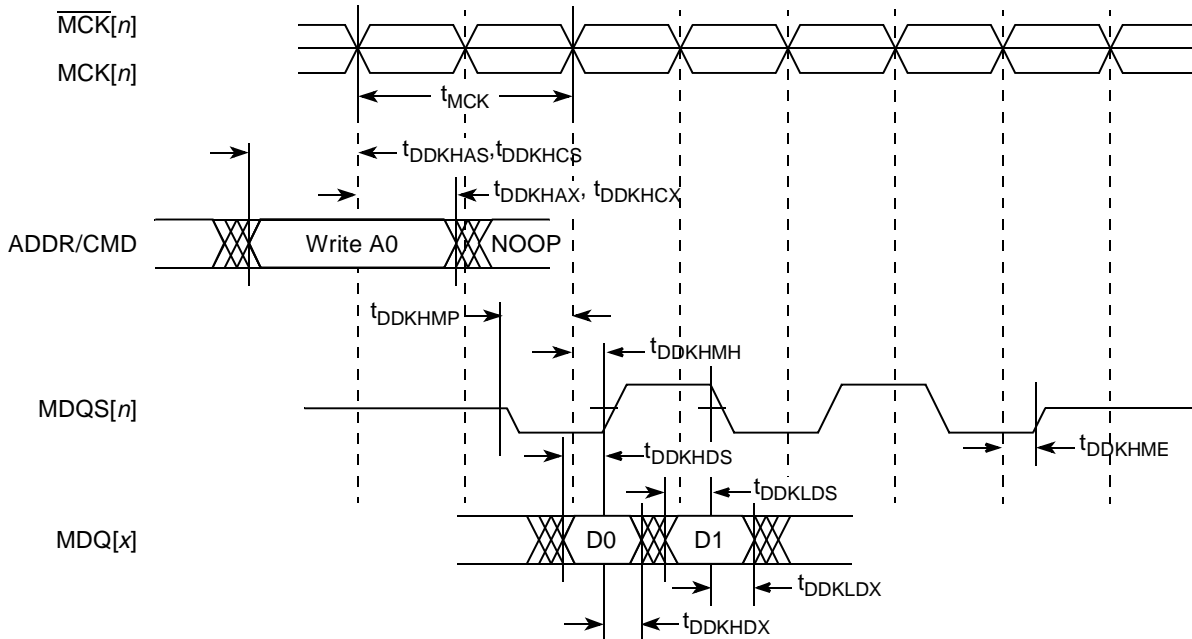 MCK[n]
MCK[n]
tMCK
tDDKHAS,tDDKHCS
tDDKHAX, tDDKHCX
ADDR/CMD
Write A0
NOOP
tDDKHMP
tDDKHMH
MDQS[n]
tDDKHME
tDDKHDS
tDDKLDS
MDQ[x]
D0
D1
tDDKLDX
tDDKHDX